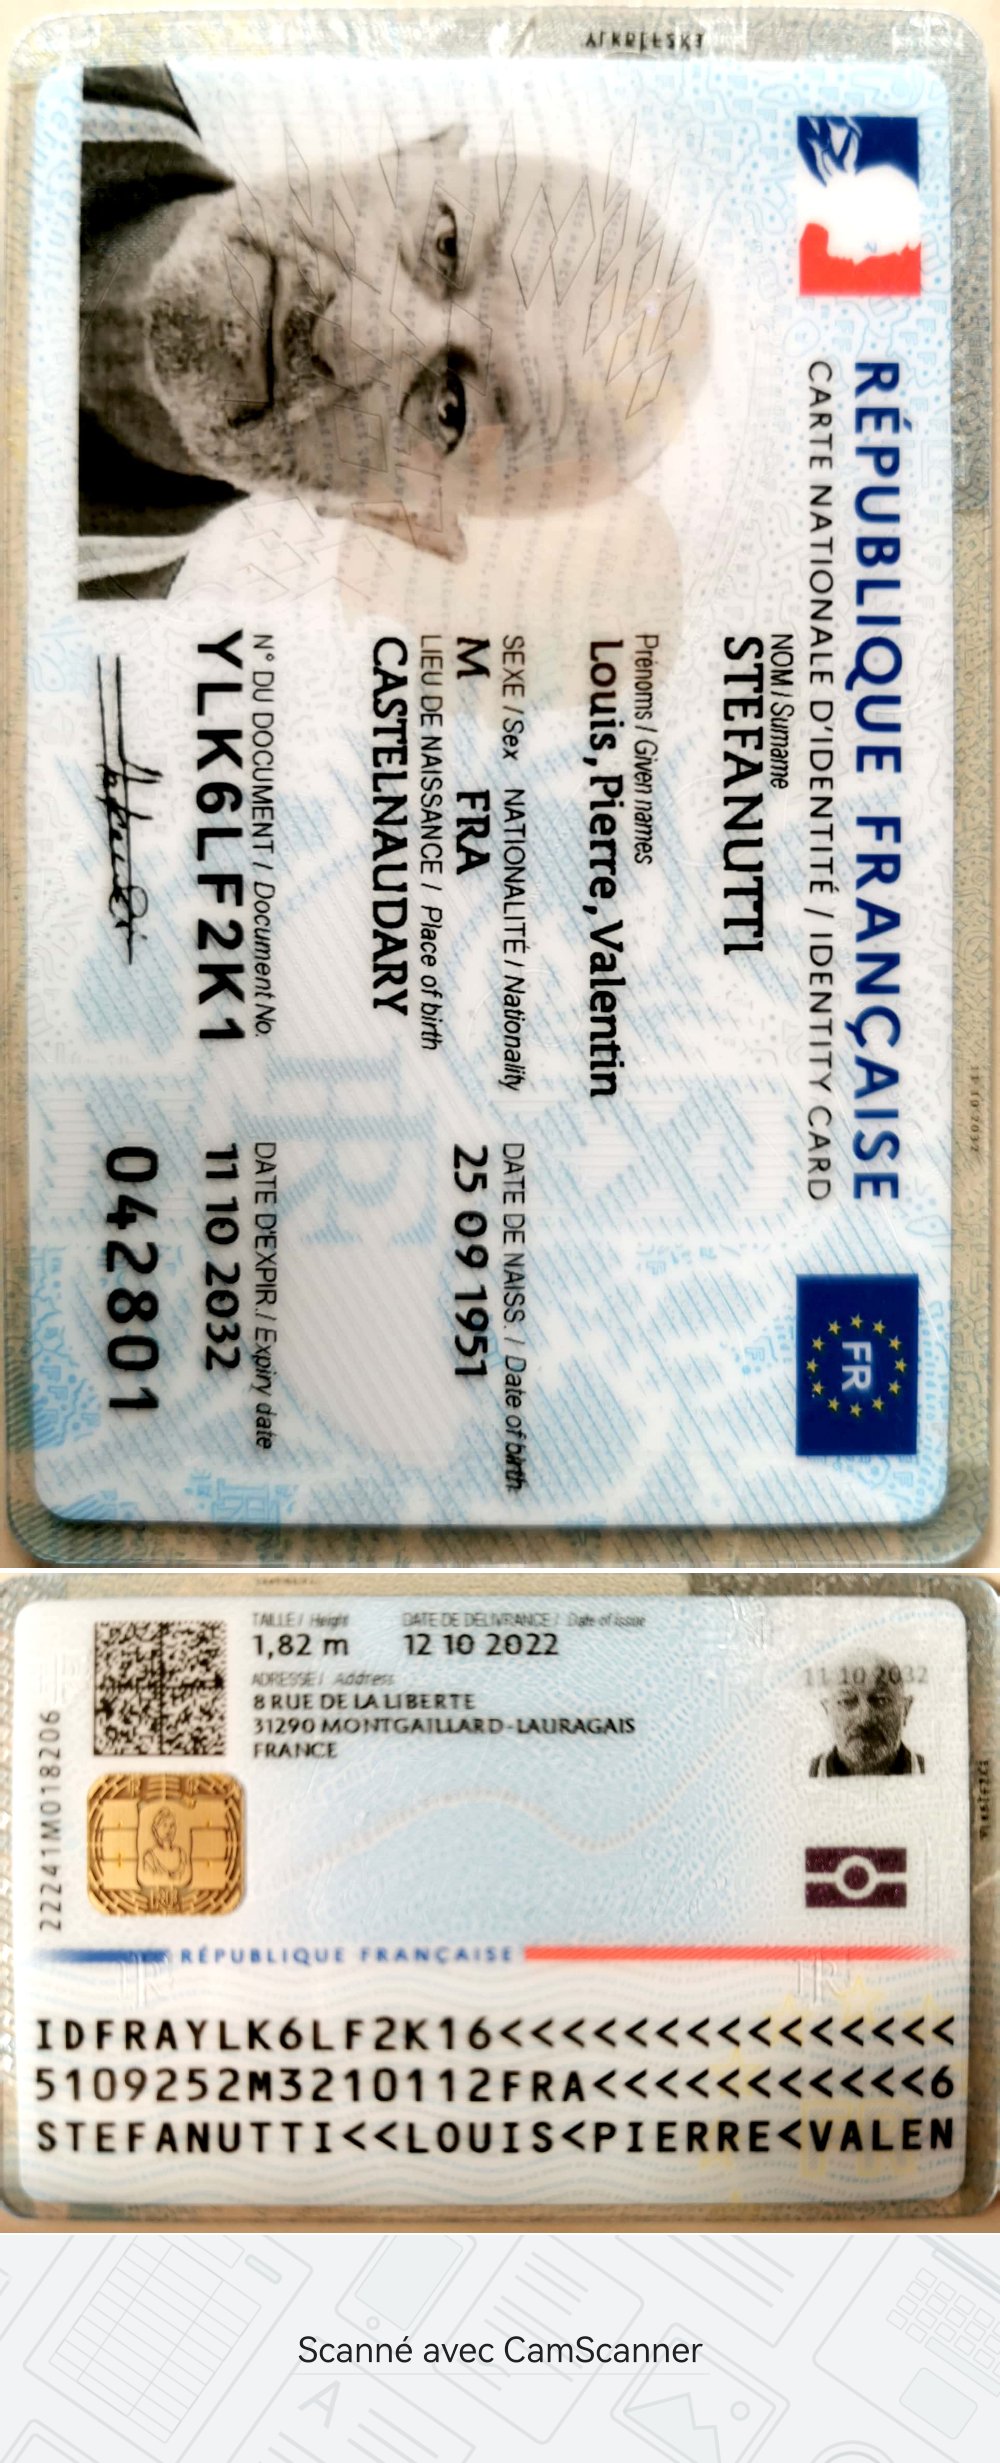 RÉPUBLIQUE FRANÇAISE
CARTE NATIONALE D'IDENTITÉ / IDENTITY CARD
FR
NOM / Surname
STEFANUTTI
Prénoms / Given names
Louis, Pierre, Valentin
SEXE / Sex NATIONALITÉ / Nationality DATE DE NAISS. / Date of birth
M FRA 25 09 1951
LIEU DE NAISSANCE / Place of birth
CASTELNAUDARY
N° DU DOCUMENT / Document No. DATE D'EXPIR. / Expiry date
YLK6LF2K1 11 10 2032
042801
TAILLE / Height DATE DE DÉLIVRANCE / Date of issue
1,82 m 12 10 2022
ADRESSE / Address
8 RUE DE LA LIBERTE
31290 MONTGAILLARD-LAURAGAIS
FRANCE
11 10 2032
22241M018206
RÉPUBLIQUE FRANÇAISE
IDFRAYLK6LF2K16<<<<<<<<<<<<<<<
5109252M3210112FRA<<<<<<<<<<<6
STEFANUTTI<<LOUIS<PIERRE<VALEN
Scanné avec CamScanner